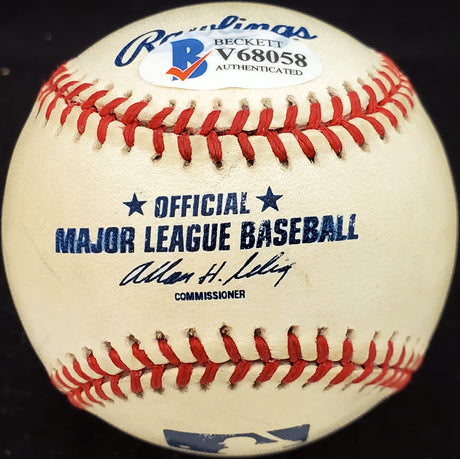 Rawlings
BECKETT
V68058
AUTHENTICATED
★ OFFICIAL ★
MAJOR LEAGUE BASEBALL
Allan H. Selig
COMMISSIONER